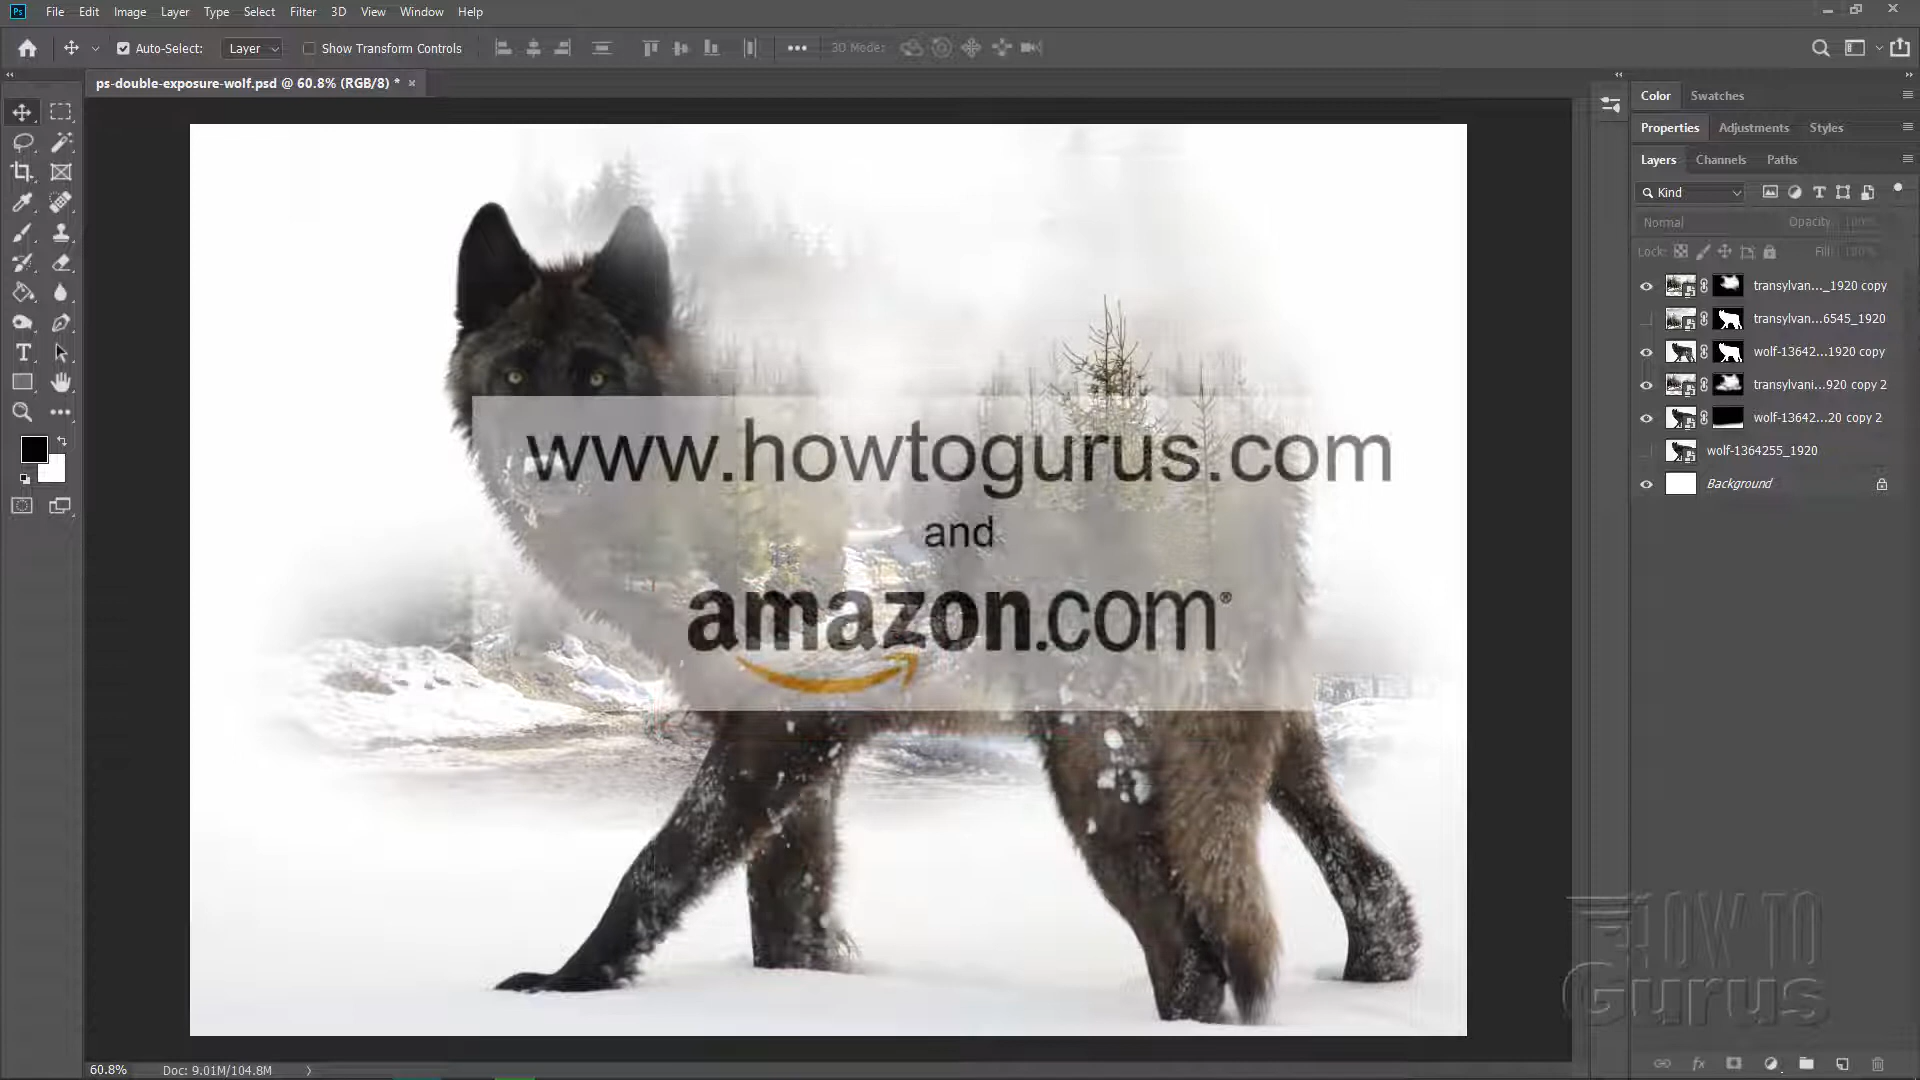 Ps File Edit Image Layer Type Select Filter 3D View Window Help
Auto-Select: Layer Show Transform Controls 3D Mode:
ps-double-exposure-wolf.psd @ 60.8% (RGB/8) * ×
Color Swatches
Properties Adjustments Styles
Layers Channels Paths
Kind
Normal Opacity: 100%
Lock: Fill: 100%
transylvan..._1920 copy
transylvan...6545_1920
wolf-13642...1920 copy
transylvani...920 copy 2
wolf-13642...20 copy 2
wolf-1364255_1920
Background
www.howtogurus.com
and
amazon.com®
HOW TO
Gurus
60.8% Doc: 9.01M/104.8M